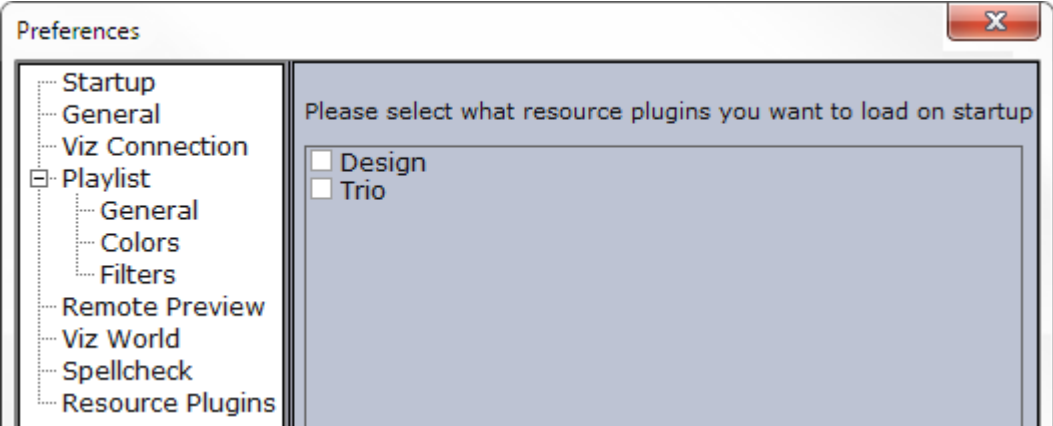 Preferences
Startup
General
Viz Connection
Playlist
General
Colors
Filters
Remote Preview
Viz World
Spellcheck
Resource Plugins
Please select what resource plugins you want to load on startup
Design
Trio